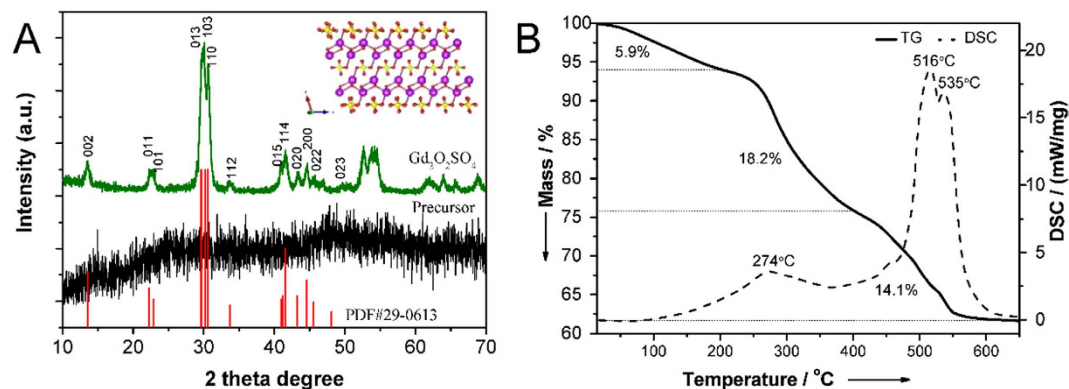 A
Intensity (a.u.)
013
103
110
002
011
101
112
015
114
020
200
022
023
Gd2O2SO4
Precursor
PDF#29-0613
10 20 30 40 50 60 70
2 theta degree
B
TG DSC
100
95
90
85
80
75
70
65
60
Mass / %
5.9%
18.2%
14.1%
274°C
516°C
535°C
20
15
10
5
0
DSC / (mW/mg)
100 200 300 400 500 600
Temperature / °C